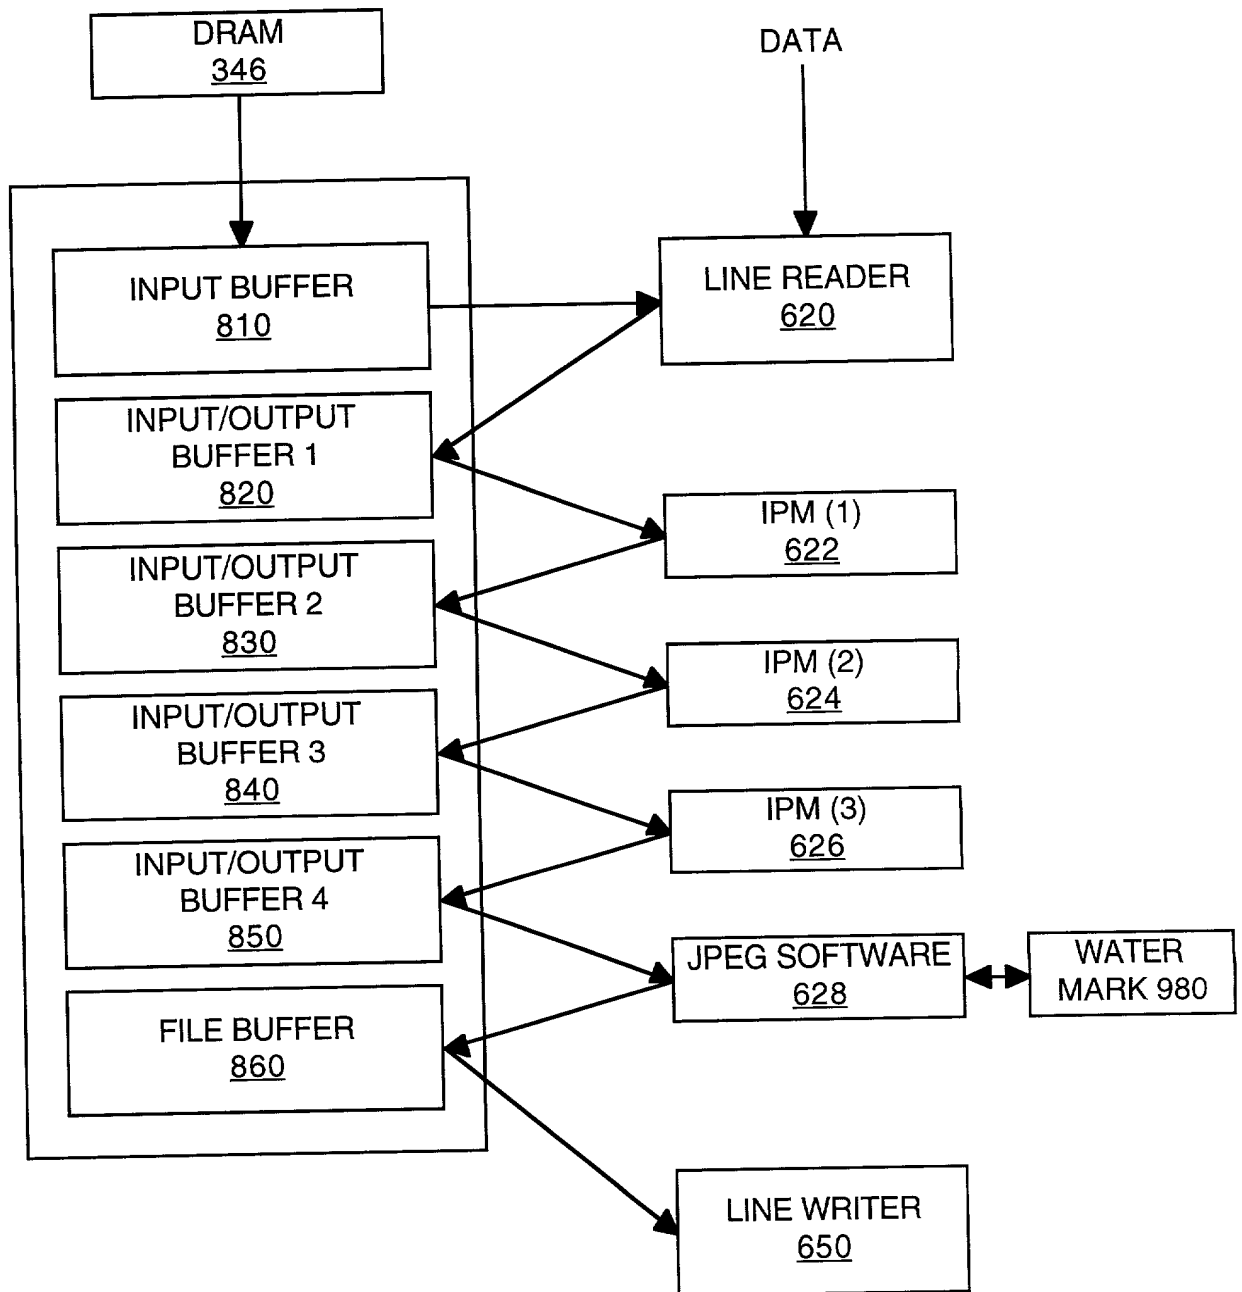 DRAM
346
DATA
INPUT BUFFER
810
LINE READER
620
INPUT/OUTPUT
BUFFER 1
820
IPM (1)
622
INPUT/OUTPUT
BUFFER 2
830
IPM (2)
624
INPUT/OUTPUT
BUFFER 3
840
IPM (3)
626
INPUT/OUTPUT
BUFFER 4
850
JPEG SOFTWARE
628
WATER
MARK 980
FILE BUFFER
860
LINE WRITER
650